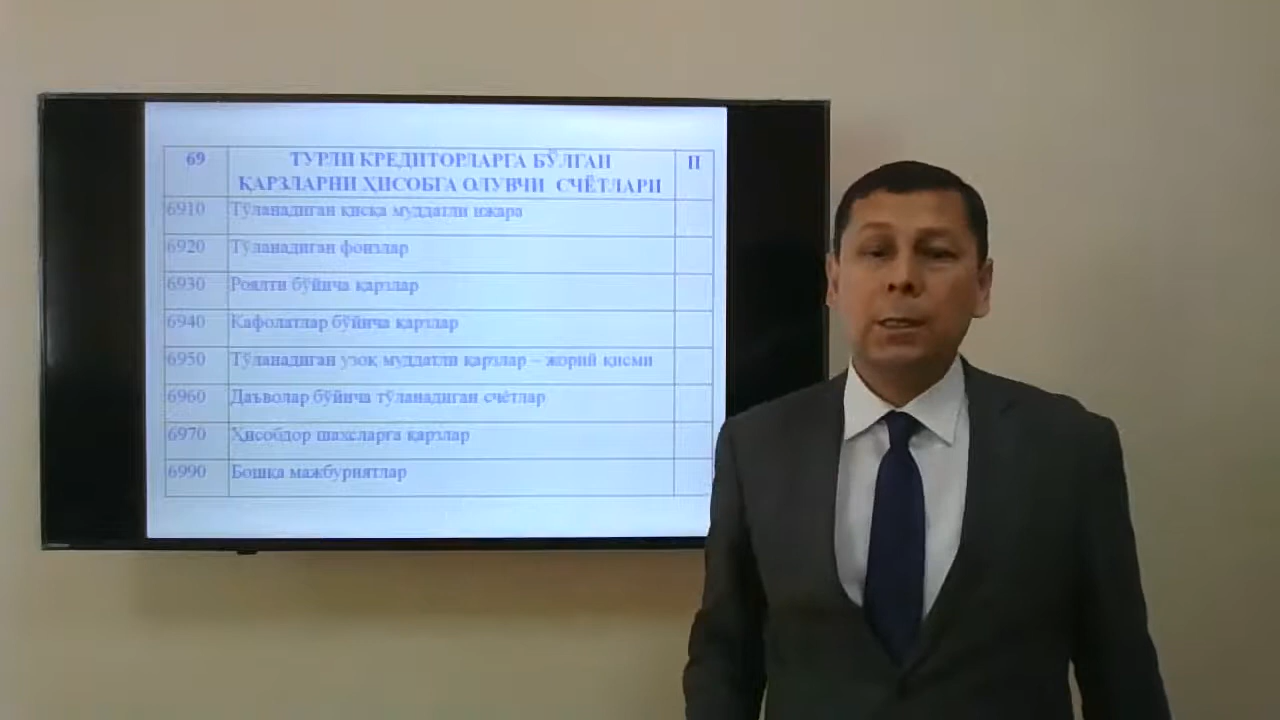 69 ТУРЛИ КРЕДИТОРЛАРГА БЎЛГАН П
ҚАРЗЛАРНИ ҲИСОБГА ОЛУВЧИ СЧЁТЛАРИ
6910 Тўланадиган қисқа муддатли ижара
6920 Тўланадиган фоизлар
6930 Роялти бўйича қарзлар
6940 Кафолатлар бўйича қарзлар
6950 Тўланадиган узоқ муддатли қарзлар – жорий қисми
6960 Даъволар бўйича тўланадиган счётлар
6970 Ҳисобдор шахсларга қарзлар
6990 Бошқа мажбуриятлар